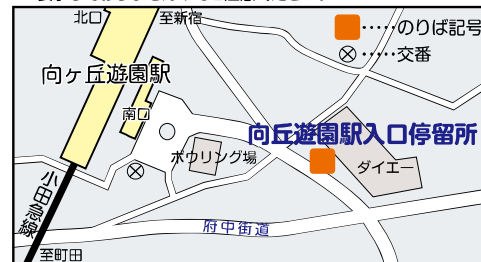 北口
至新宿
‥‥のりば記号
‥‥交番
向ヶ丘遊園駅
南口
向丘遊園駅入口停留所
ボウリング場
ダイエー
小田急線
府中街道
至町田